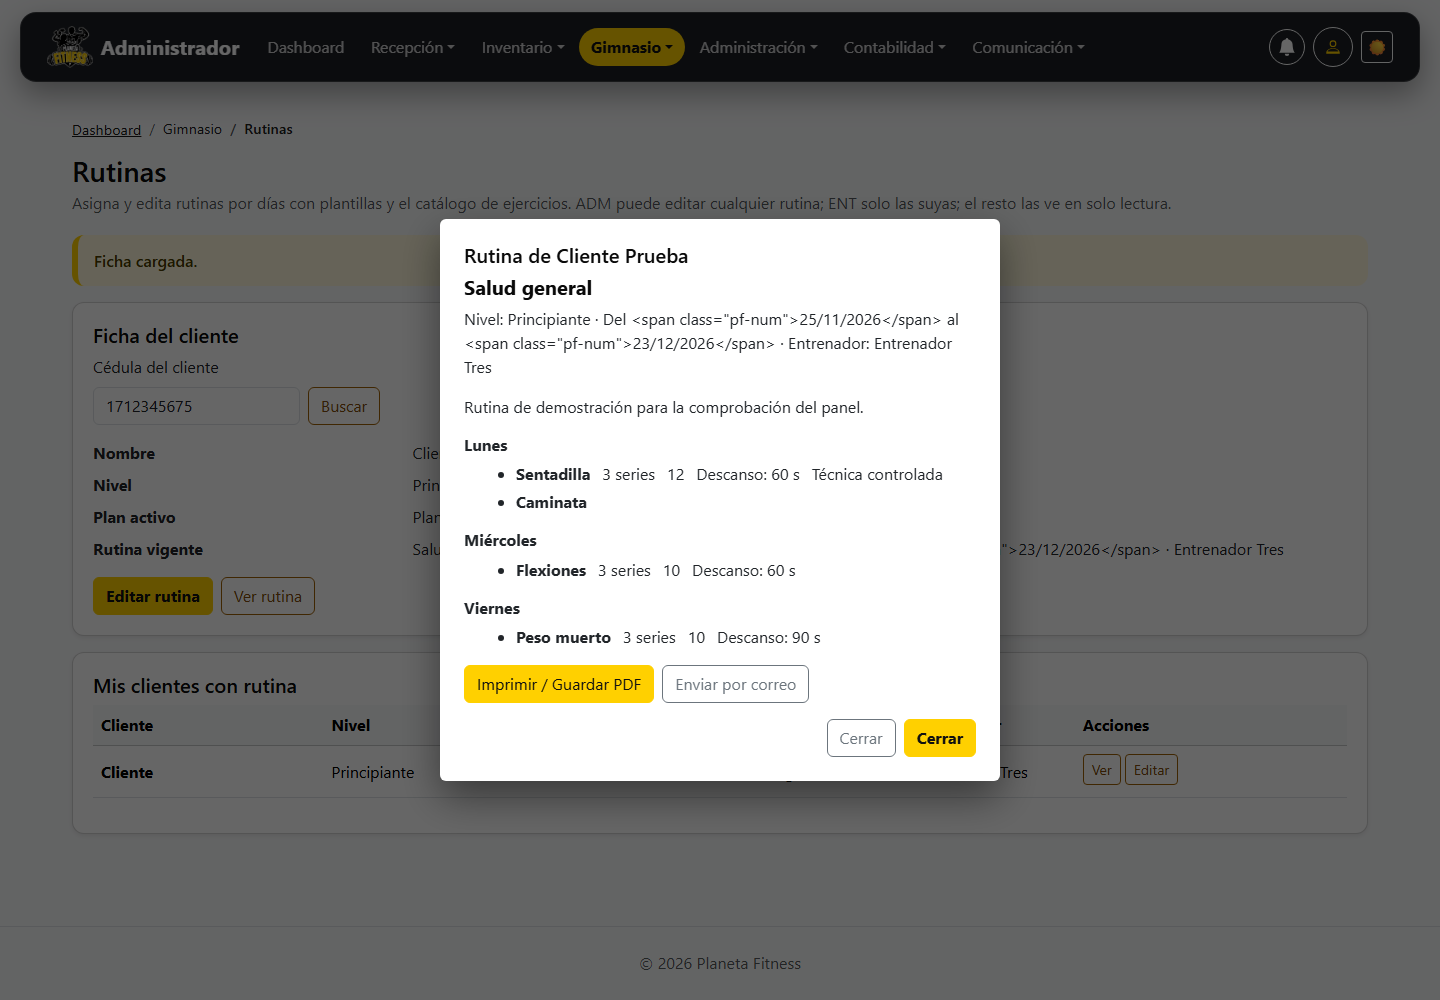 Administrador Dashboard Recepción Inventario Gimnasio Administración Contabilidad Comunicación
Dashboard / Gimnasio / Rutinas
Rutinas
Asigna y edita rutinas por días con plantillas y el catálogo de ejercicios. ADM puede editar cualquier rutina; ENT solo las suyas; el resto las ve en solo lectura.
Ficha cargada.
Ficha del cliente
Cédula del cliente
1712345675 Buscar
Nombre Clie
Nivel Prin
Plan activo Plan
Rutina vigente Salu ">23/12/2026</span> · Entrenador Tres
Editar rutina Ver rutina
Mis clientes con rutina
Cliente Nivel Acciones
Cliente Principiante Tres Ver Editar
Rutina de Cliente Prueba
Salud general
Nivel: Principiante · Del <span class="pf-num">25/11/2026</span> al
<span class="pf-num">23/12/2026</span> · Entrenador: Entrenador
Tres
Rutina de demostración para la comprobación del panel.
Lunes
• Sentadilla 3 series 12 Descanso: 60 s Técnica controlada
• Caminata
Miércoles
• Flexiones 3 series 10 Descanso: 60 s
Viernes
• Peso muerto 3 series 10 Descanso: 90 s
Imprimir / Guardar PDF Enviar por correo
Cerrar Cerrar
© 2026 Planeta Fitness